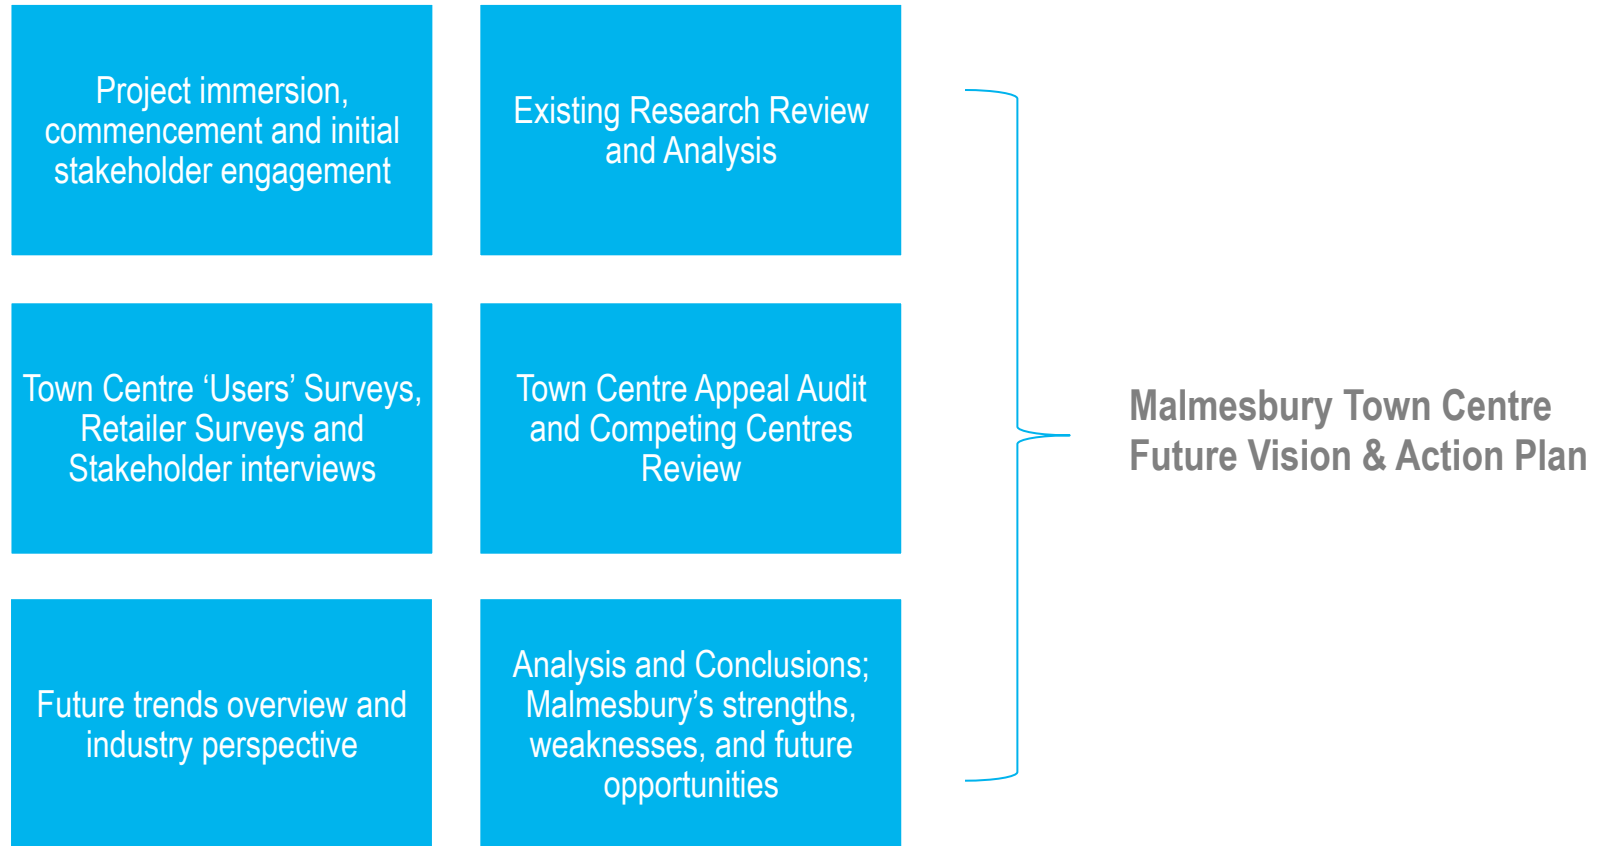 Project immersion,
commencement and initial
stakeholder engagement
Existing Research Review
and Analysis
Town Centre ‘Users’ Surveys,
Retailer Surveys and
Stakeholder interviews
Town Centre Appeal Audit
and Competing Centres
Review
Future trends overview and
industry perspective
Analysis and Conclusions;
Malmesbury’s strengths,
weaknesses, and future
opportunities
Malmesbury Town Centre
Future Vision & Action Plan